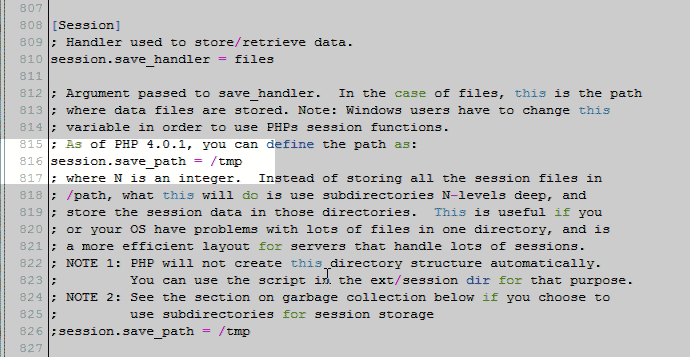 807
808 [Session]
809 ; Handler used to store/retrieve data.
810 session.save_handler = files
811
812 ; Argument passed to save_handler.  In the case of files, this is the path
813 ; where data files are stored. Note: Windows users have to change this
814 ; variable in order to use PHPs session functions.
815 ; As of PHP 4.0.1, you can define the path as:
816 session.save_path = /tmp
817 ; where N is an integer.  Instead of storing all the session files in
818 ; /path, what this will do is use subdirectories N-levels deep, and
819 ; store the session data in those directories.  This is useful if you
820 ; or your OS have problems with lots of files in one directory, and is
821 ; a more efficient layout for servers that handle lots of sessions.
822 ; NOTE 1: PHP will not create this directory structure automatically.
823 ;         You can use the script in the ext/session dir for that purpose.
824 ; NOTE 2: See the section on garbage collection below if you choose to
825 ;         use subdirectories for session storage
826 ;session.save_path = /tmp
827